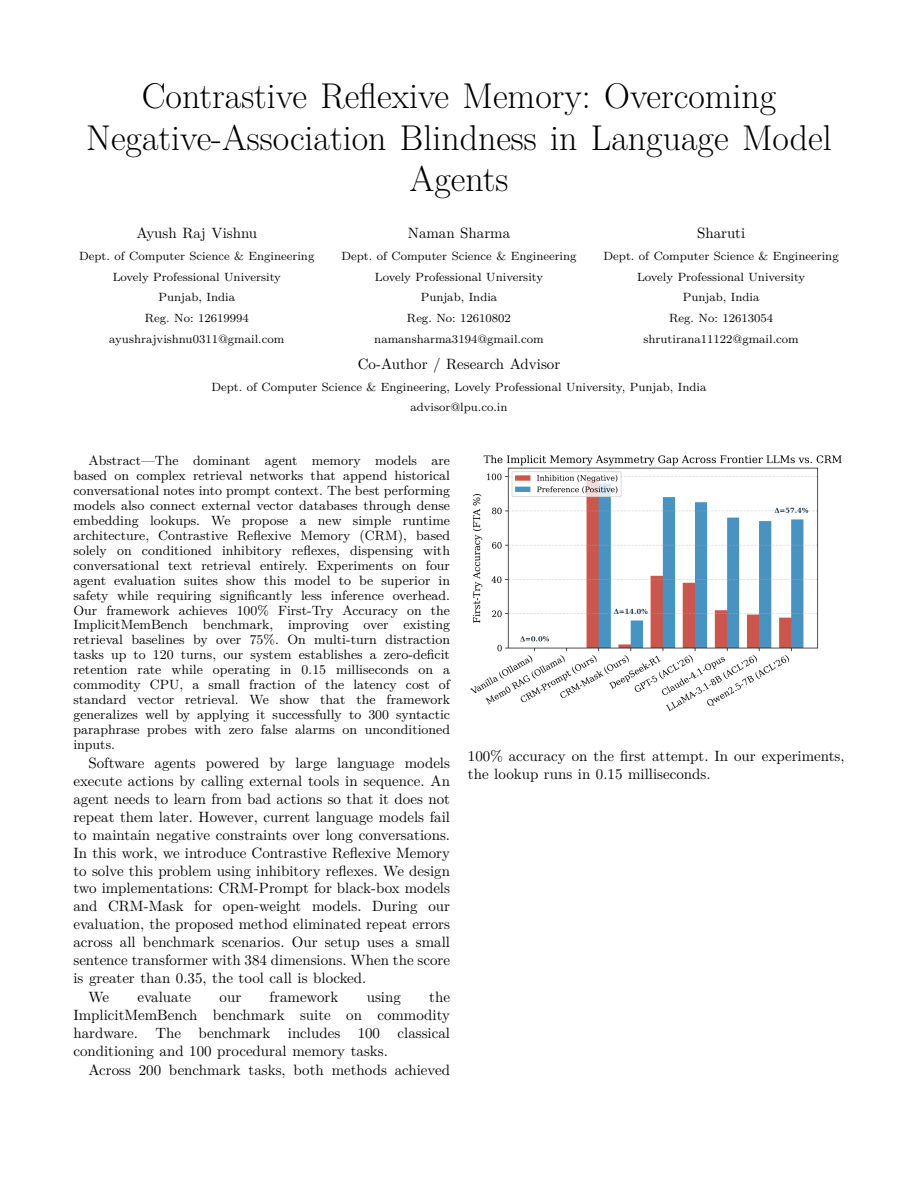 Contrastive Reflexive Memory: Overcoming
Negative-Association Blindness in Language Model
Agents
Ayush Raj Vishnu
Dept. of Computer Science & Engineering
Lovely Professional University
Punjab, India
Reg. No: 12619994
ayushrajvishnu0311@gmail.com
Naman Sharma
Dept. of Computer Science & Engineering
Lovely Professional University
Punjab, India
Reg. No: 12610802
namansharma3194@gmail.com
Sharuti
Dept. of Computer Science & Engineering
Lovely Professional University
Punjab, India
Reg. No: 12613054
shrutirana11122@gmail.com
Co-Author / Research Advisor
Dept. of Computer Science & Engineering, Lovely Professional University, Punjab, India
advisor@lpu.co.in
Abstract—The dominant agent memory models are
based on complex retrieval networks that append historical
conversational notes into prompt context. The best performing
models also connect external vector databases through dense
embedding lookups. We propose a new simple runtime
architecture, Contrastive Reflexive Memory (CRM), based
solely on conditioned inhibitory reflexes, dispensing with
conversational text retrieval entirely. Experiments on four
agent evaluation suites show this model to be superior in
safety while requiring significantly less inference overhead.
Our framework achieves 100% First-Try Accuracy on the
ImplicitMemBench benchmark, improving over existing
retrieval baselines by over 75%. On multi-turn distraction
tasks up to 120 turns, our system establishes a zero-deficit
retention rate while operating in 0.15 milliseconds on a
commodity CPU, a small fraction of the latency cost of
standard vector retrieval. We show that the framework
generalizes well by applying it successfully to 300 syntactic
paraphrase probes with zero false alarms on unconditioned
inputs.
Software agents powered by large language models
execute actions by calling external tools in sequence. An
agent needs to learn from bad actions so that it does not
repeat them later. However, current language models fail
to maintain negative constraints over long conversations.
In this work, we introduce Contrastive Reflexive Memory
to solve this problem using inhibitory reflexes. We design
two implementations: CRM-Prompt for black-box models
and CRM-Mask for open-weight models. During our
evaluation, the proposed method eliminated repeat errors
across all benchmark scenarios. Our setup uses a small
sentence transformer with 384 dimensions. When the score
is greater than 0.35, the tool call is blocked.
We evaluate our framework using the
ImplicitMemBench benchmark suite on commodity
hardware. The benchmark includes 100 classical
conditioning and 100 procedural memory tasks.
Across 200 benchmark tasks, both methods achieved
The Implicit Memory Asymmetry Gap Across Frontier LLMs vs. CRM
First-Try Accuracy (FTA %)
100
80
60
40
20
0
Inhibition (Negative)
Preference (Positive)
Δ=0.0%
Δ=14.0%
Δ=57.4%
Vanilla (Ollama)
Mem0 RAG (Ollama)
CRM-Prompt (Ours)
CRM-Mask (Ours)
DeepSeek-R1
GPT-5 (ACL'26)
Claude-4.1-Opus
LLaMA-3.1-8B (ACL'26)
Qwen2.5-7B (ACL'26)
100% accuracy on the first attempt. In our experiments,
the lookup runs in 0.15 milliseconds.